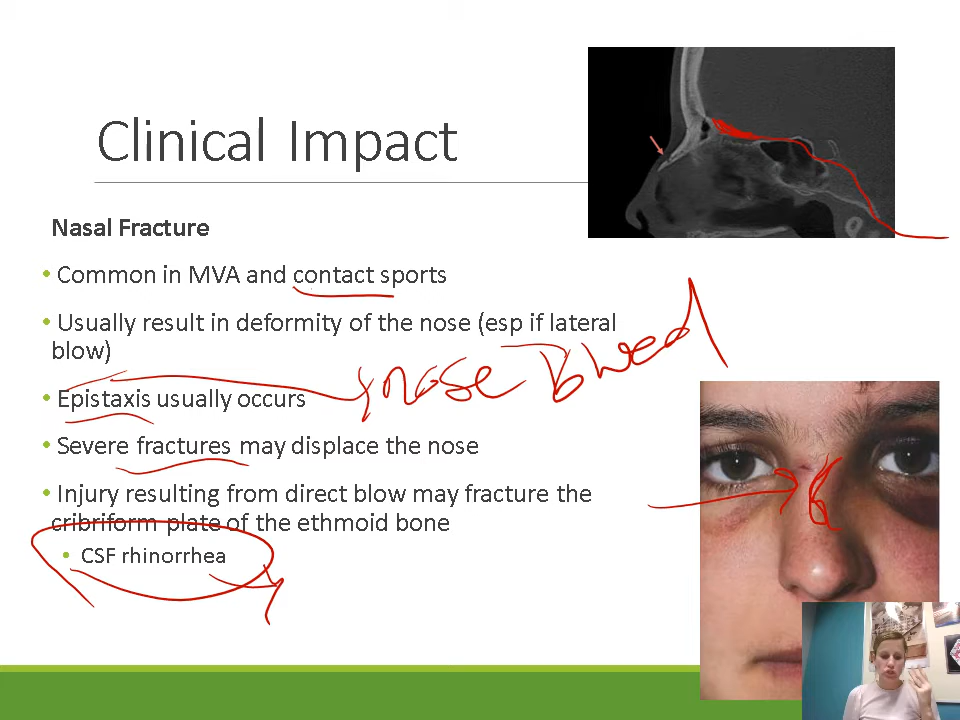 Clinical Impact
Nasal Fracture
• Common in MVA and contact sports
• Usually result in deformity of the nose (esp if lateral
blow)
nose Bleed
• Epistaxis usually occurs
• Severe fractures may displace the nose
• Injury resulting from direct blow may fracture the
cribriform plate of the ethmoid bone
• CSF rhinorrhea